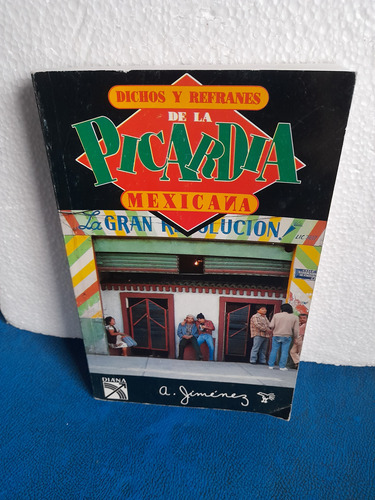 DICHOS Y REFRANES
DE LA
PICARDIA
MEXICANA
La GRAN REVOLUCION!
DIANA
A. Jiménez